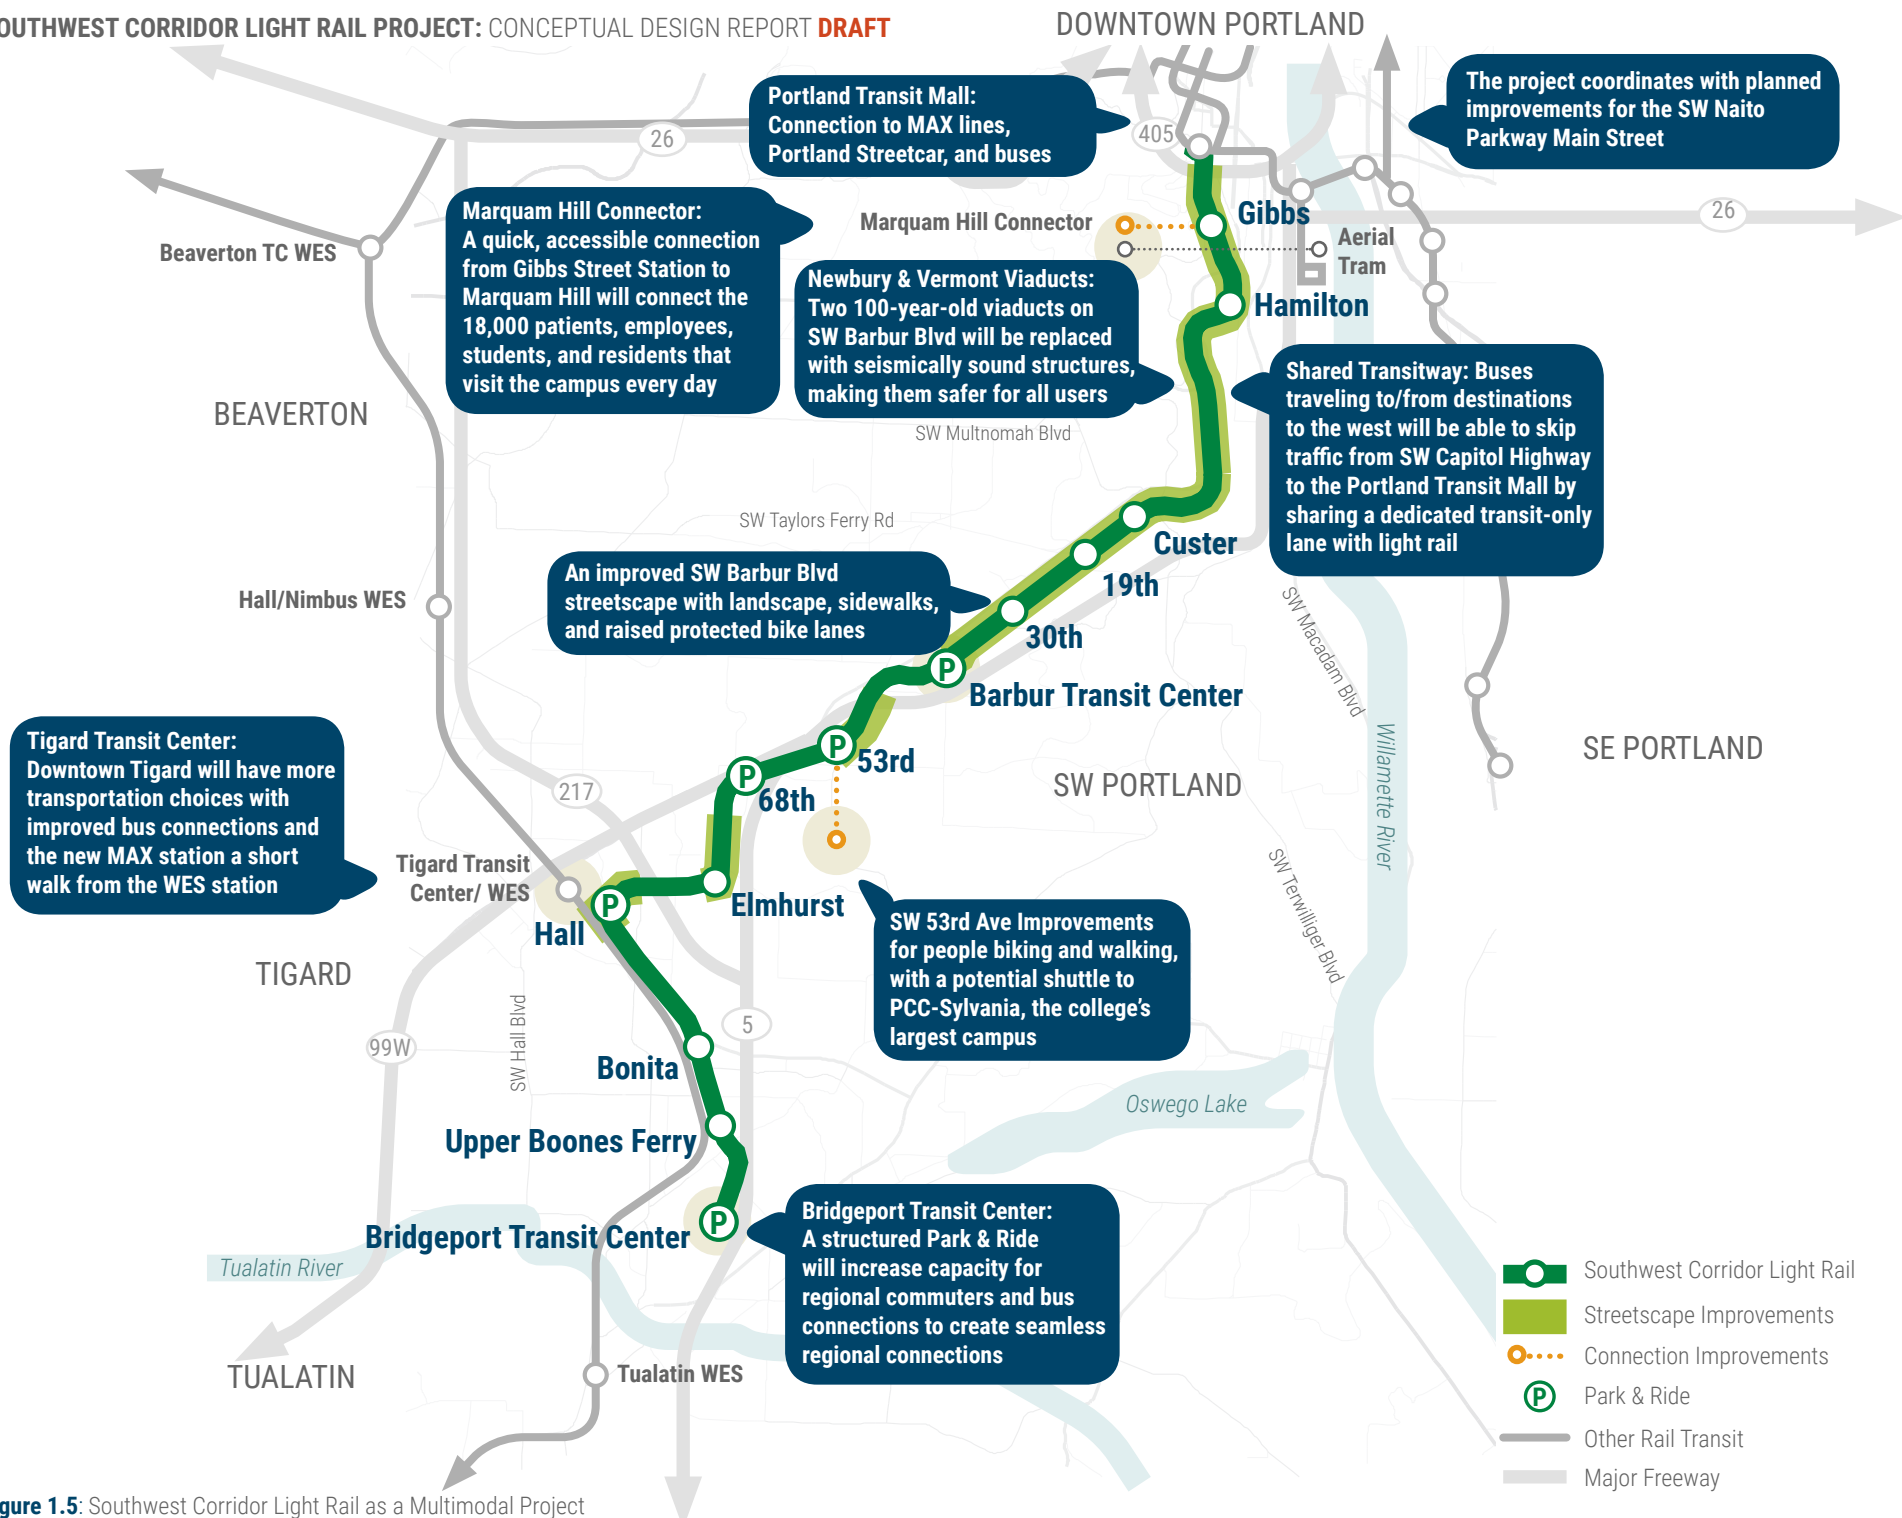 OUTHWEST CORRIDOR LIGHT RAIL PROJECT: CONCEPTUAL DESIGN REPORT DRAFT
DOWNTOWN PORTLAND
Portland Transit Mall:
Connection to MAX lines,
Portland Streetcar, and buses
The project coordinates with planned
improvements for the SW Naito
Parkway Main Street
26
405
26
Marquam Hill Connector:
A quick, accessible connection
from Gibbs Street Station to
Marquam Hill will connect the
18,000 patients, employees,
students, and residents that
visit the campus every day
Marquam Hill Connector
Gibbs
Aerial
Tram
Beaverton TC WES
Newbury & Vermont Viaducts:
Two 100-year-old viaducts on
SW Barbur Blvd will be replaced
with seismically sound structures,
making them safer for all users
Hamilton
Shared Transitway: Buses
traveling to/from destinations
to the west will be able to skip
traffic from SW Capitol Highway
to the Portland Transit Mall by
sharing a dedicated transit-only
lane with light rail
BEAVERTON
SW Multnomah Blvd
SW Taylors Ferry Rd
Custer
An improved SW Barbur Blvd
streetscape with landscape, sidewalks,
and raised protected bike lanes
19th
Hall/Nimbus WES
30th
SW Macadam Blvd
Barbur Transit Center
Willamette River
SE PORTLAND
Tigard Transit Center:
Downtown Tigard will have more
transportation choices with
improved bus connections and
the new MAX station a short
walk from the WES station
53rd
68th
SW PORTLAND
217
Tigard Transit
Center/ WES
Elmhurst
Hall
SW Terwilliger Blvd
SW 53rd Ave Improvements
for people biking and walking,
with a potential shuttle to
PCC-Sylvania, the college's
largest campus
TIGARD
SW Hall Blvd
5
99W
Bonita
Oswego Lake
Upper Boones Ferry
Bridgeport Transit Center
Bridgeport Transit Center:
A structured Park & Ride
will increase capacity for
regional commuters and bus
connections to create seamless
regional connections
Tualatin River
TUALATIN
Tualatin WES
P
P
P
P
P
Southwest Corridor Light Rail
Streetscape Improvements
Connection Improvements
P
Park & Ride
Other Rail Transit
Major Freeway
gure 1.5: Southwest Corridor Light Rail as a Multimodal Project